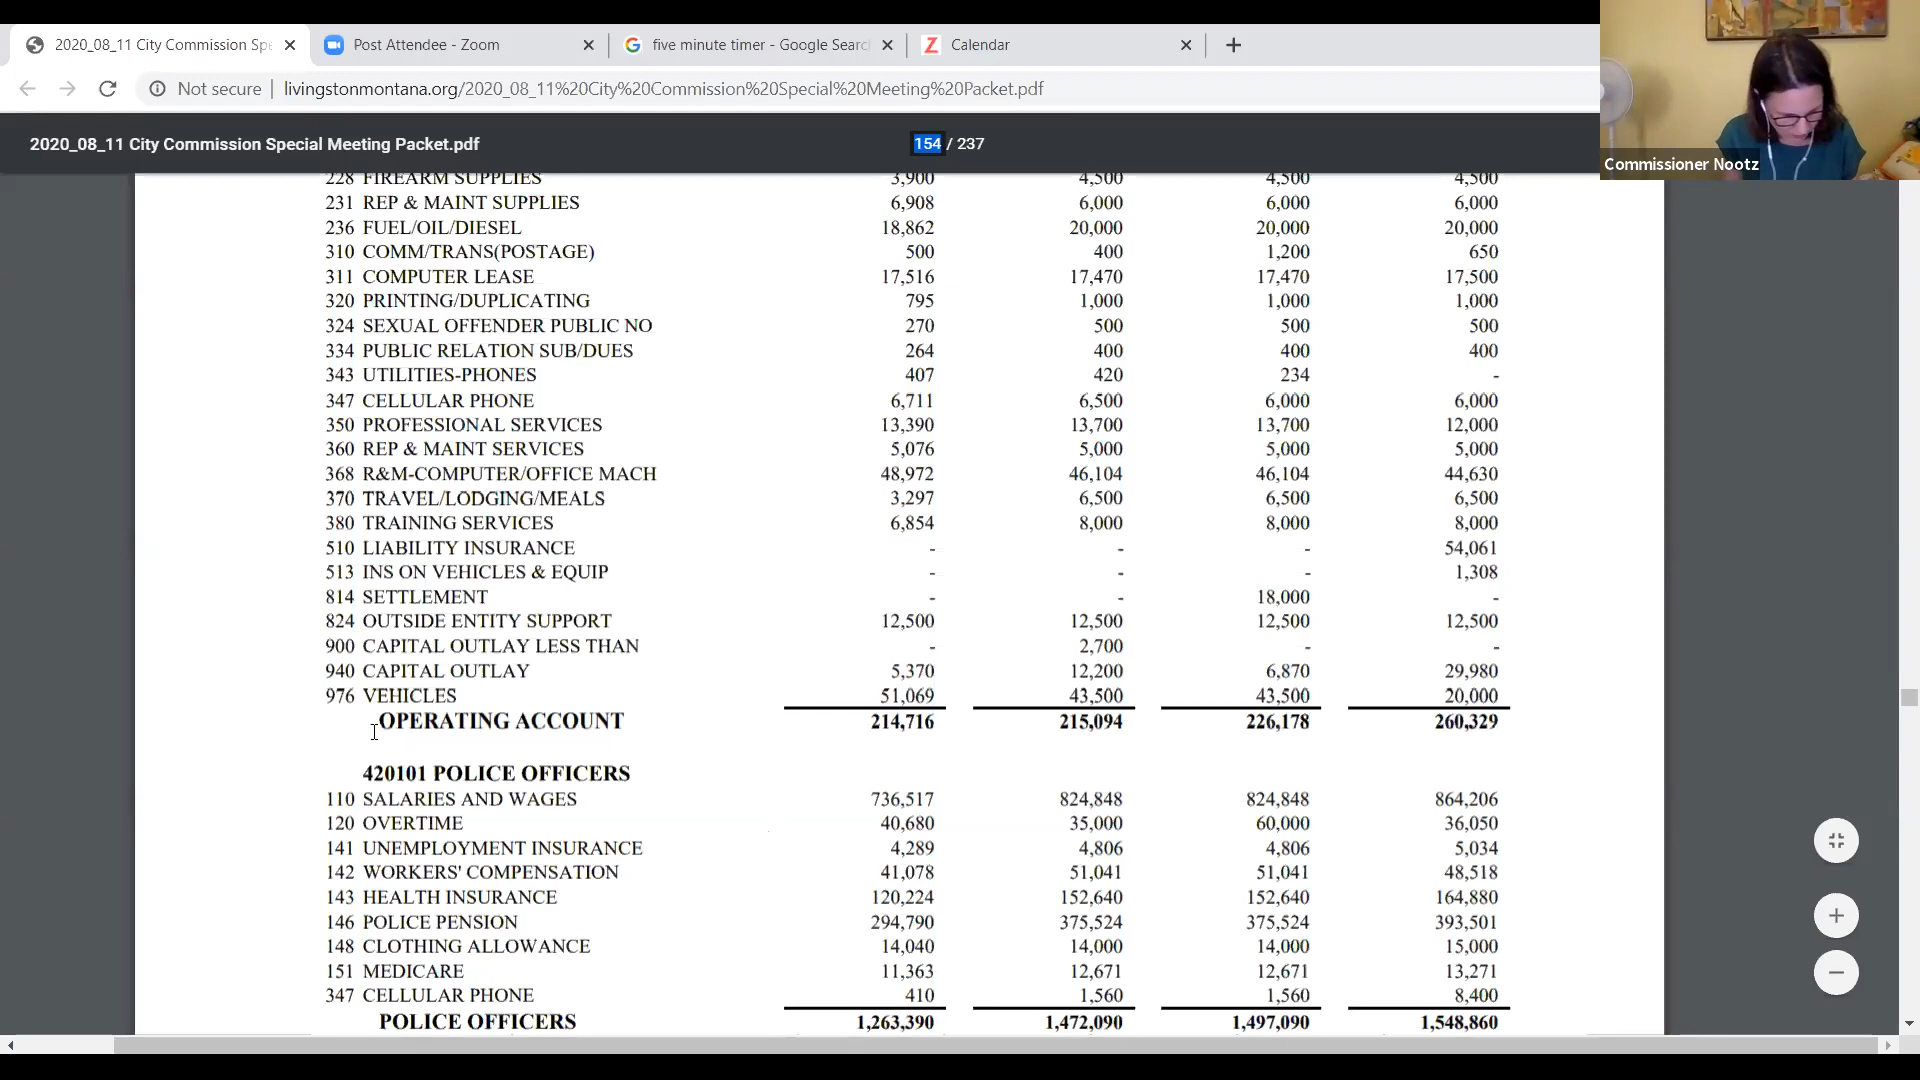 2020_08_11 City Commission Spe
Post Attendee - Zoom
five minute timer - Google Searc
Calendar
Not secure | livingstonmontana.org/2020_08_11%20City%20Commission%20Special%20Meeting%20Packet.pdf
2020_08_11 City Commission Special Meeting Packet.pdf 154 / 237
Commissioner Nootz
228 FIREARM SUPPLIES 3,900 4,500 4,500 4,500
231 REP & MAINT SUPPLIES 6,908 6,000 6,000 6,000
236 FUEL/OIL/DIESEL 18,862 20,000 20,000 20,000
310 COMM/TRANS(POSTAGE) 500 400 1,200 650
311 COMPUTER LEASE 17,516 17,470 17,470 17,500
320 PRINTING/DUPLICATING 795 1,000 1,000 1,000
324 SEXUAL OFFENDER PUBLIC NO 270 500 500 500
334 PUBLIC RELATION SUB/DUES 264 400 400 400
343 UTILITIES-PHONES 407 420 234 -
347 CELLULAR PHONE 6,711 6,500 6,000 6,000
350 PROFESSIONAL SERVICES 13,390 13,700 13,700 12,000
360 REP & MAINT SERVICES 5,076 5,000 5,000 5,000
368 R&M-COMPUTER/OFFICE MACH 48,972 46,104 46,104 44,630
370 TRAVEL/LODGING/MEALS 3,297 6,500 6,500 6,500
380 TRAINING SERVICES 6,854 8,000 8,000 8,000
510 LIABILITY INSURANCE - - - 54,061
513 INS ON VEHICLES & EQUIP - - - 1,308
814 SETTLEMENT - - 18,000 -
824 OUTSIDE ENTITY SUPPORT 12,500 12,500 12,500 12,500
900 CAPITAL OUTLAY LESS THAN - 2,700 - -
940 CAPITAL OUTLAY 5,370 12,200 6,870 29,980
976 VEHICLES 51,069 43,500 43,500 20,000
OPERATING ACCOUNT 214,716 215,094 226,178 260,329
420101 POLICE OFFICERS
110 SALARIES AND WAGES 736,517 824,848 824,848 864,206
120 OVERTIME 40,680 35,000 60,000 36,050
141 UNEMPLOYMENT INSURANCE 4,289 4,806 4,806 5,034
142 WORKERS' COMPENSATION 41,078 51,041 51,041 48,518
143 HEALTH INSURANCE 120,224 152,640 152,640 164,880
146 POLICE PENSION 294,790 375,524 375,524 393,501
148 CLOTHING ALLOWANCE 14,040 14,000 14,000 15,000
151 MEDICARE 11,363 12,671 12,671 13,271
347 CELLULAR PHONE 410 1,560 1,560 8,400
POLICE OFFICERS 1,263,390 1,472,090 1,497,090 1,548,860